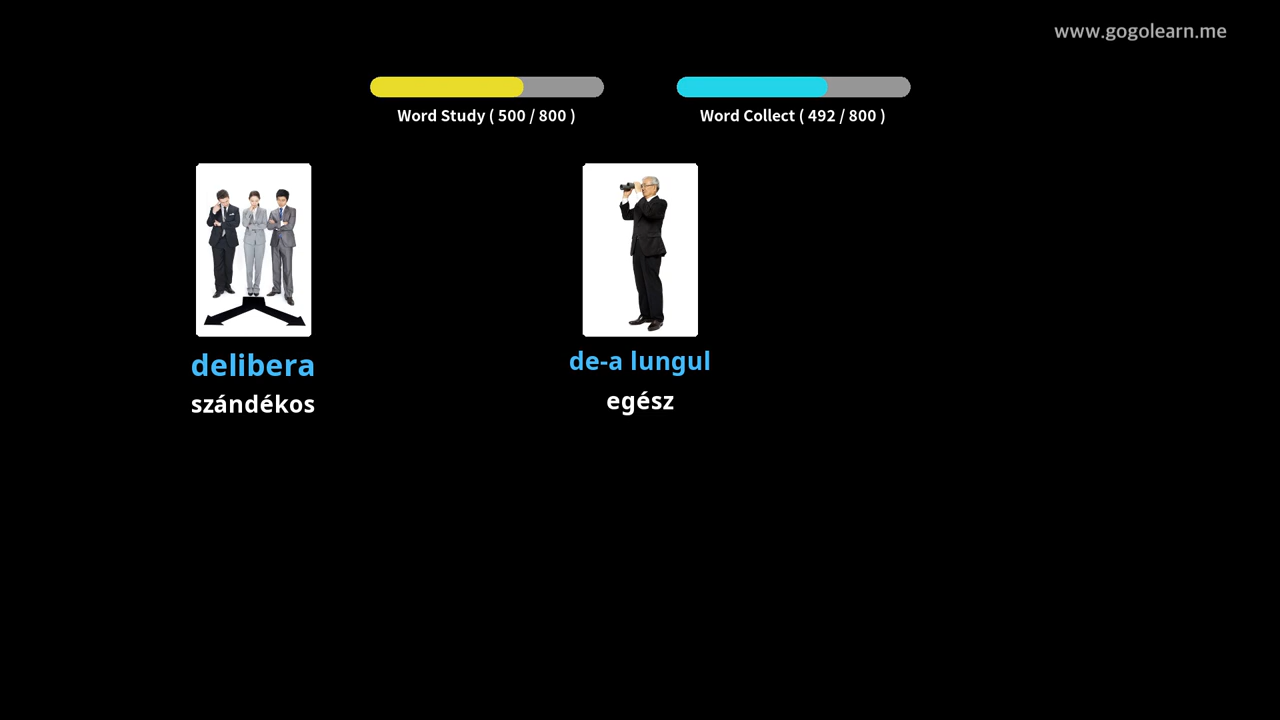 www.gogolearn.me
Word Study ( 500 / 800 )
Word Collect ( 492 / 800 )
delibera
szándékos
de-a lungul
egész